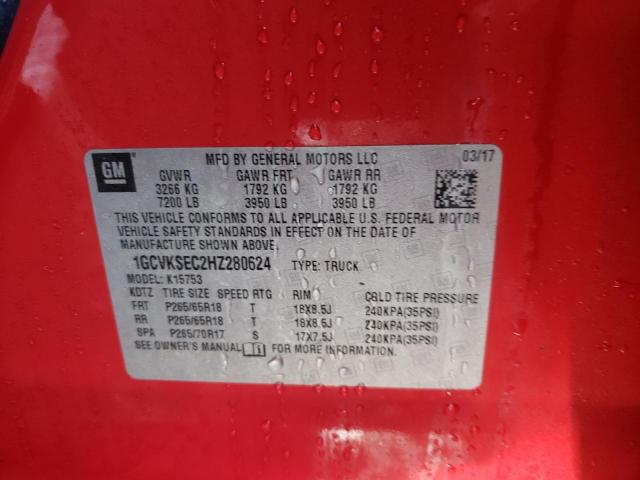 GM
MFD BY GENERAL MOTORS LLC 03/17
GVWR GAWR FRT GAWR RR
3266 KG 1792 KG 1792 KG
7200 LB 3950 LB 3950 LB
THIS VEHICLE CONFORMS TO ALL APPLICABLE U.S. FEDERAL MOTOR
VEHICLE SAFETY STANDARDS IN EFFECT ON THE DATE OF
MANUFACTURE SHOWN ABOVE.
1GCVKSEC2HZ280624 TYPE: TRUCK
MODEL: K15753
KDTZ TIRE SIZE SPEED RTG RIM COLD TIRE PRESSURE
FRT P265/65R18 T 18X8.5J 240KPA(35PSI)
RR P265/65R18 T 18X8.5J 240KPA(35PSI)
SPA P265/70R17 S 17X7.5J 240KPA(35PSI)
SEE OWNER'S MANUAL FOR MORE INFORMATION.